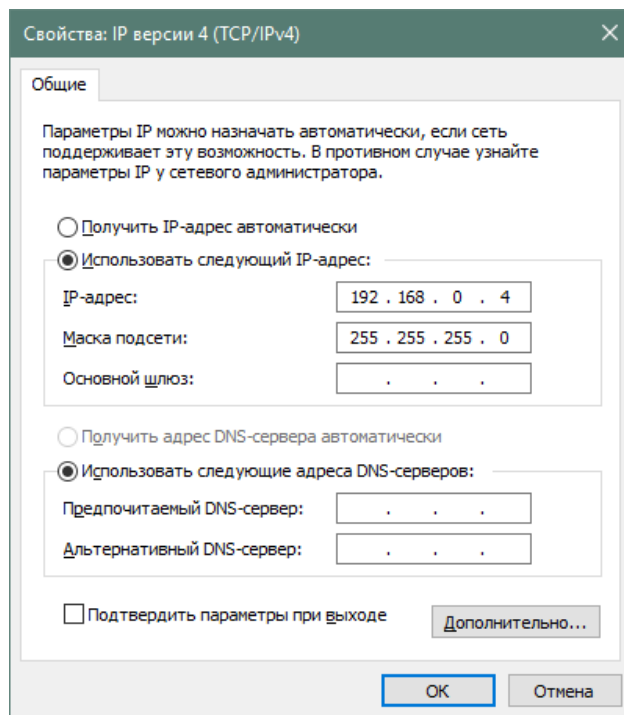 Свойства: IP версии 4 (TCP/IPv4)
Общие
Параметры IP можно назначать автоматически, если сеть
поддерживает эту возможность. В противном случае узнайте
параметры IP у сетевого администратора.
Получить IP-адрес автоматически
Использовать следующий IP-адрес:
IP-адрес: 192 . 168 . 0 . 4
Маска подсети: 255 . 255 . 255 . 0
Основной шлюз: . . .
Получить адрес DNS-сервера автоматически
Использовать следующие адреса DNS-серверов:
Предпочитаемый DNS-сервер: . . .
Альтернативный DNS-сервер: . . .
Подтвердить параметры при выходе
Дополнительно...
ОК Отмена